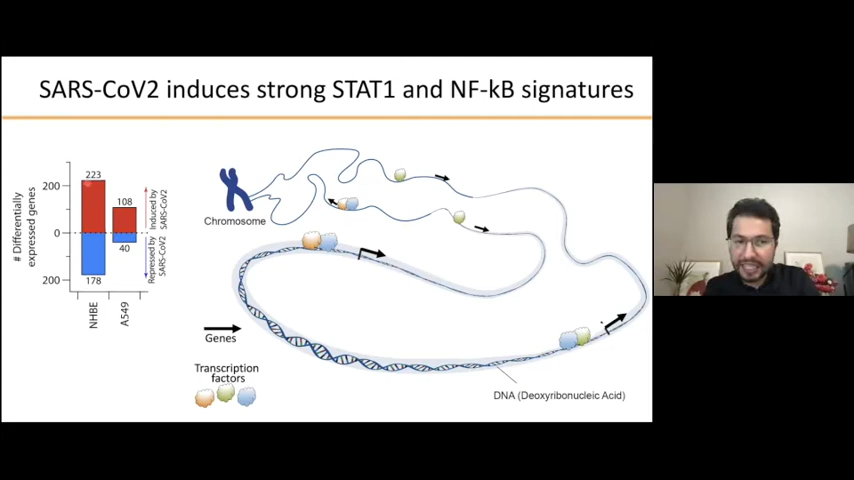 SARS-CoV2 induces strong STAT1 and NF-kB signatures
# Differentially
expressed genes
200
0
200
223
178
108
40
NHBE
A549
Induced by
SARS-CoV2
Repressed by
SARS-CoV2
Chromosome
Genes
Transcription
factors
DNA (Deoxyribonucleic Acid)